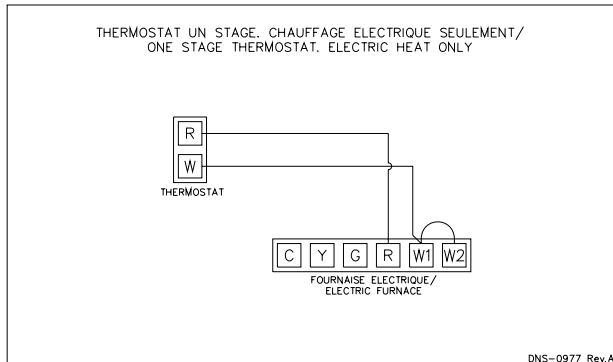 THERMOSTAT UN STAGE. CHAUFFAGE ELECTRIQUE SEULEMENT/
ONE STAGE THERMOSTAT. ELECTRIC HEAT ONLY
R
W
THERMOSTAT
C Y G R W1 W2
FOURNAISE ELECTRIQUE/
ELECTRIC FURNACE
DNS-0977 Rev.A